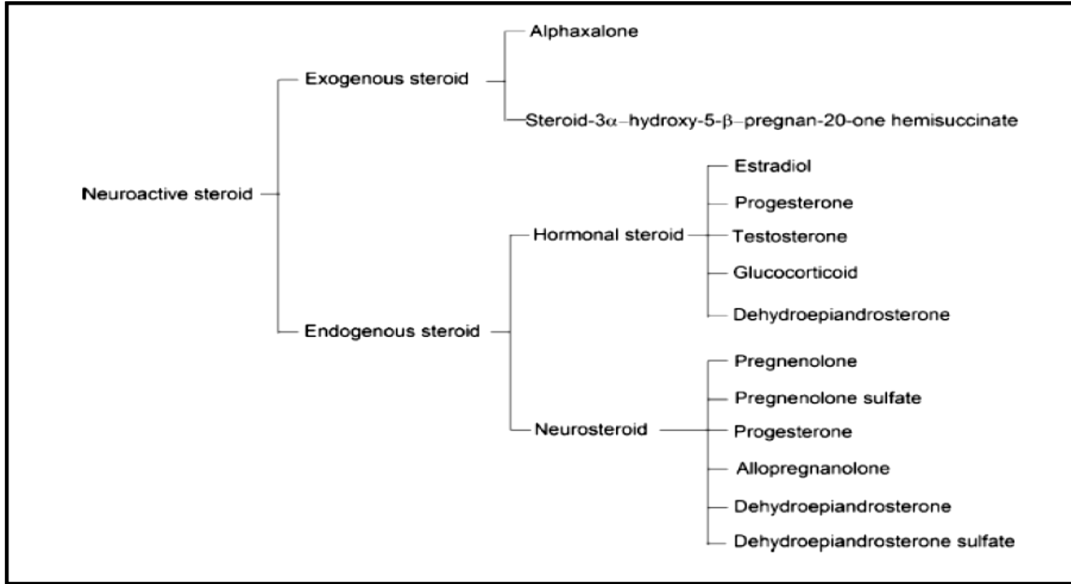 Alphaxalone
Exogenous steroid
Steroid-3α-hydroxy-5-β-pregnan-20-one hemisuccinate
Estradiol
Neuroactive steroid
Progesterone
Hormonal steroid
Testosterone
Glucocorticoid
Dehydroepiandrosterone
Endogenous steroid
Pregnenolone
Pregnenolone sulfate
Neurosteroid
Progesterone
Allopregnanolone
Dehydroepiandrosterone
Dehydroepiandrosterone sulfate